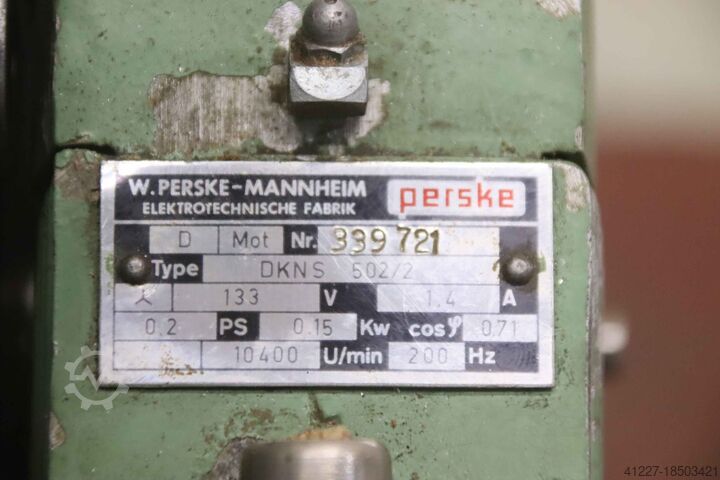 W. PERSKE-MANNHEIM perske
ELEKTROTECHNISCHE FABRIK
D Mot Nr. 339 721
Type DKNS 502/2
133 V 1,4 A
0,2 PS 0,15 Kw cos φ 0,71
10400 U/min 200 Hz
41227-18503421